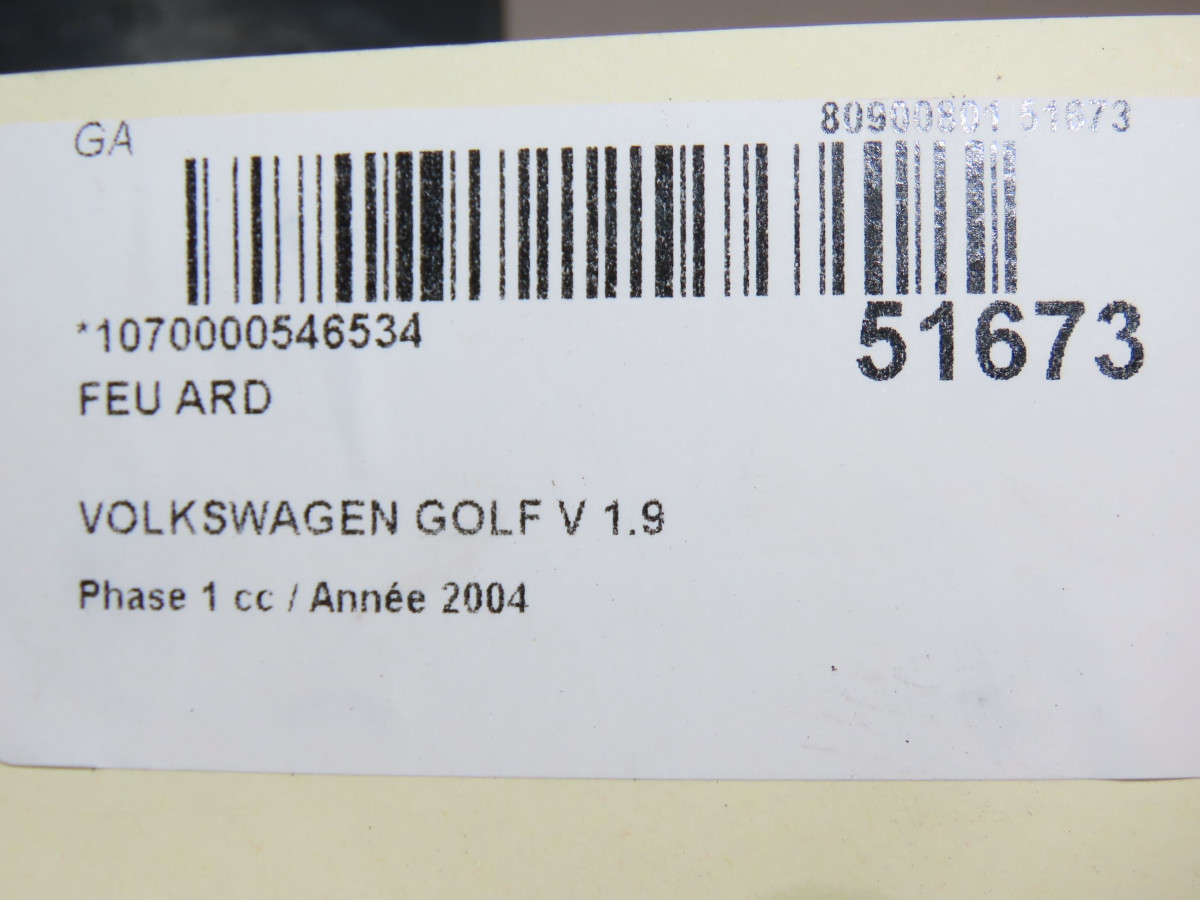 GA
80900801 51673
*1070000546534
51673
FEU ARD
VOLKSWAGEN GOLF V 1.9
Phase 1 cc / Année 2004